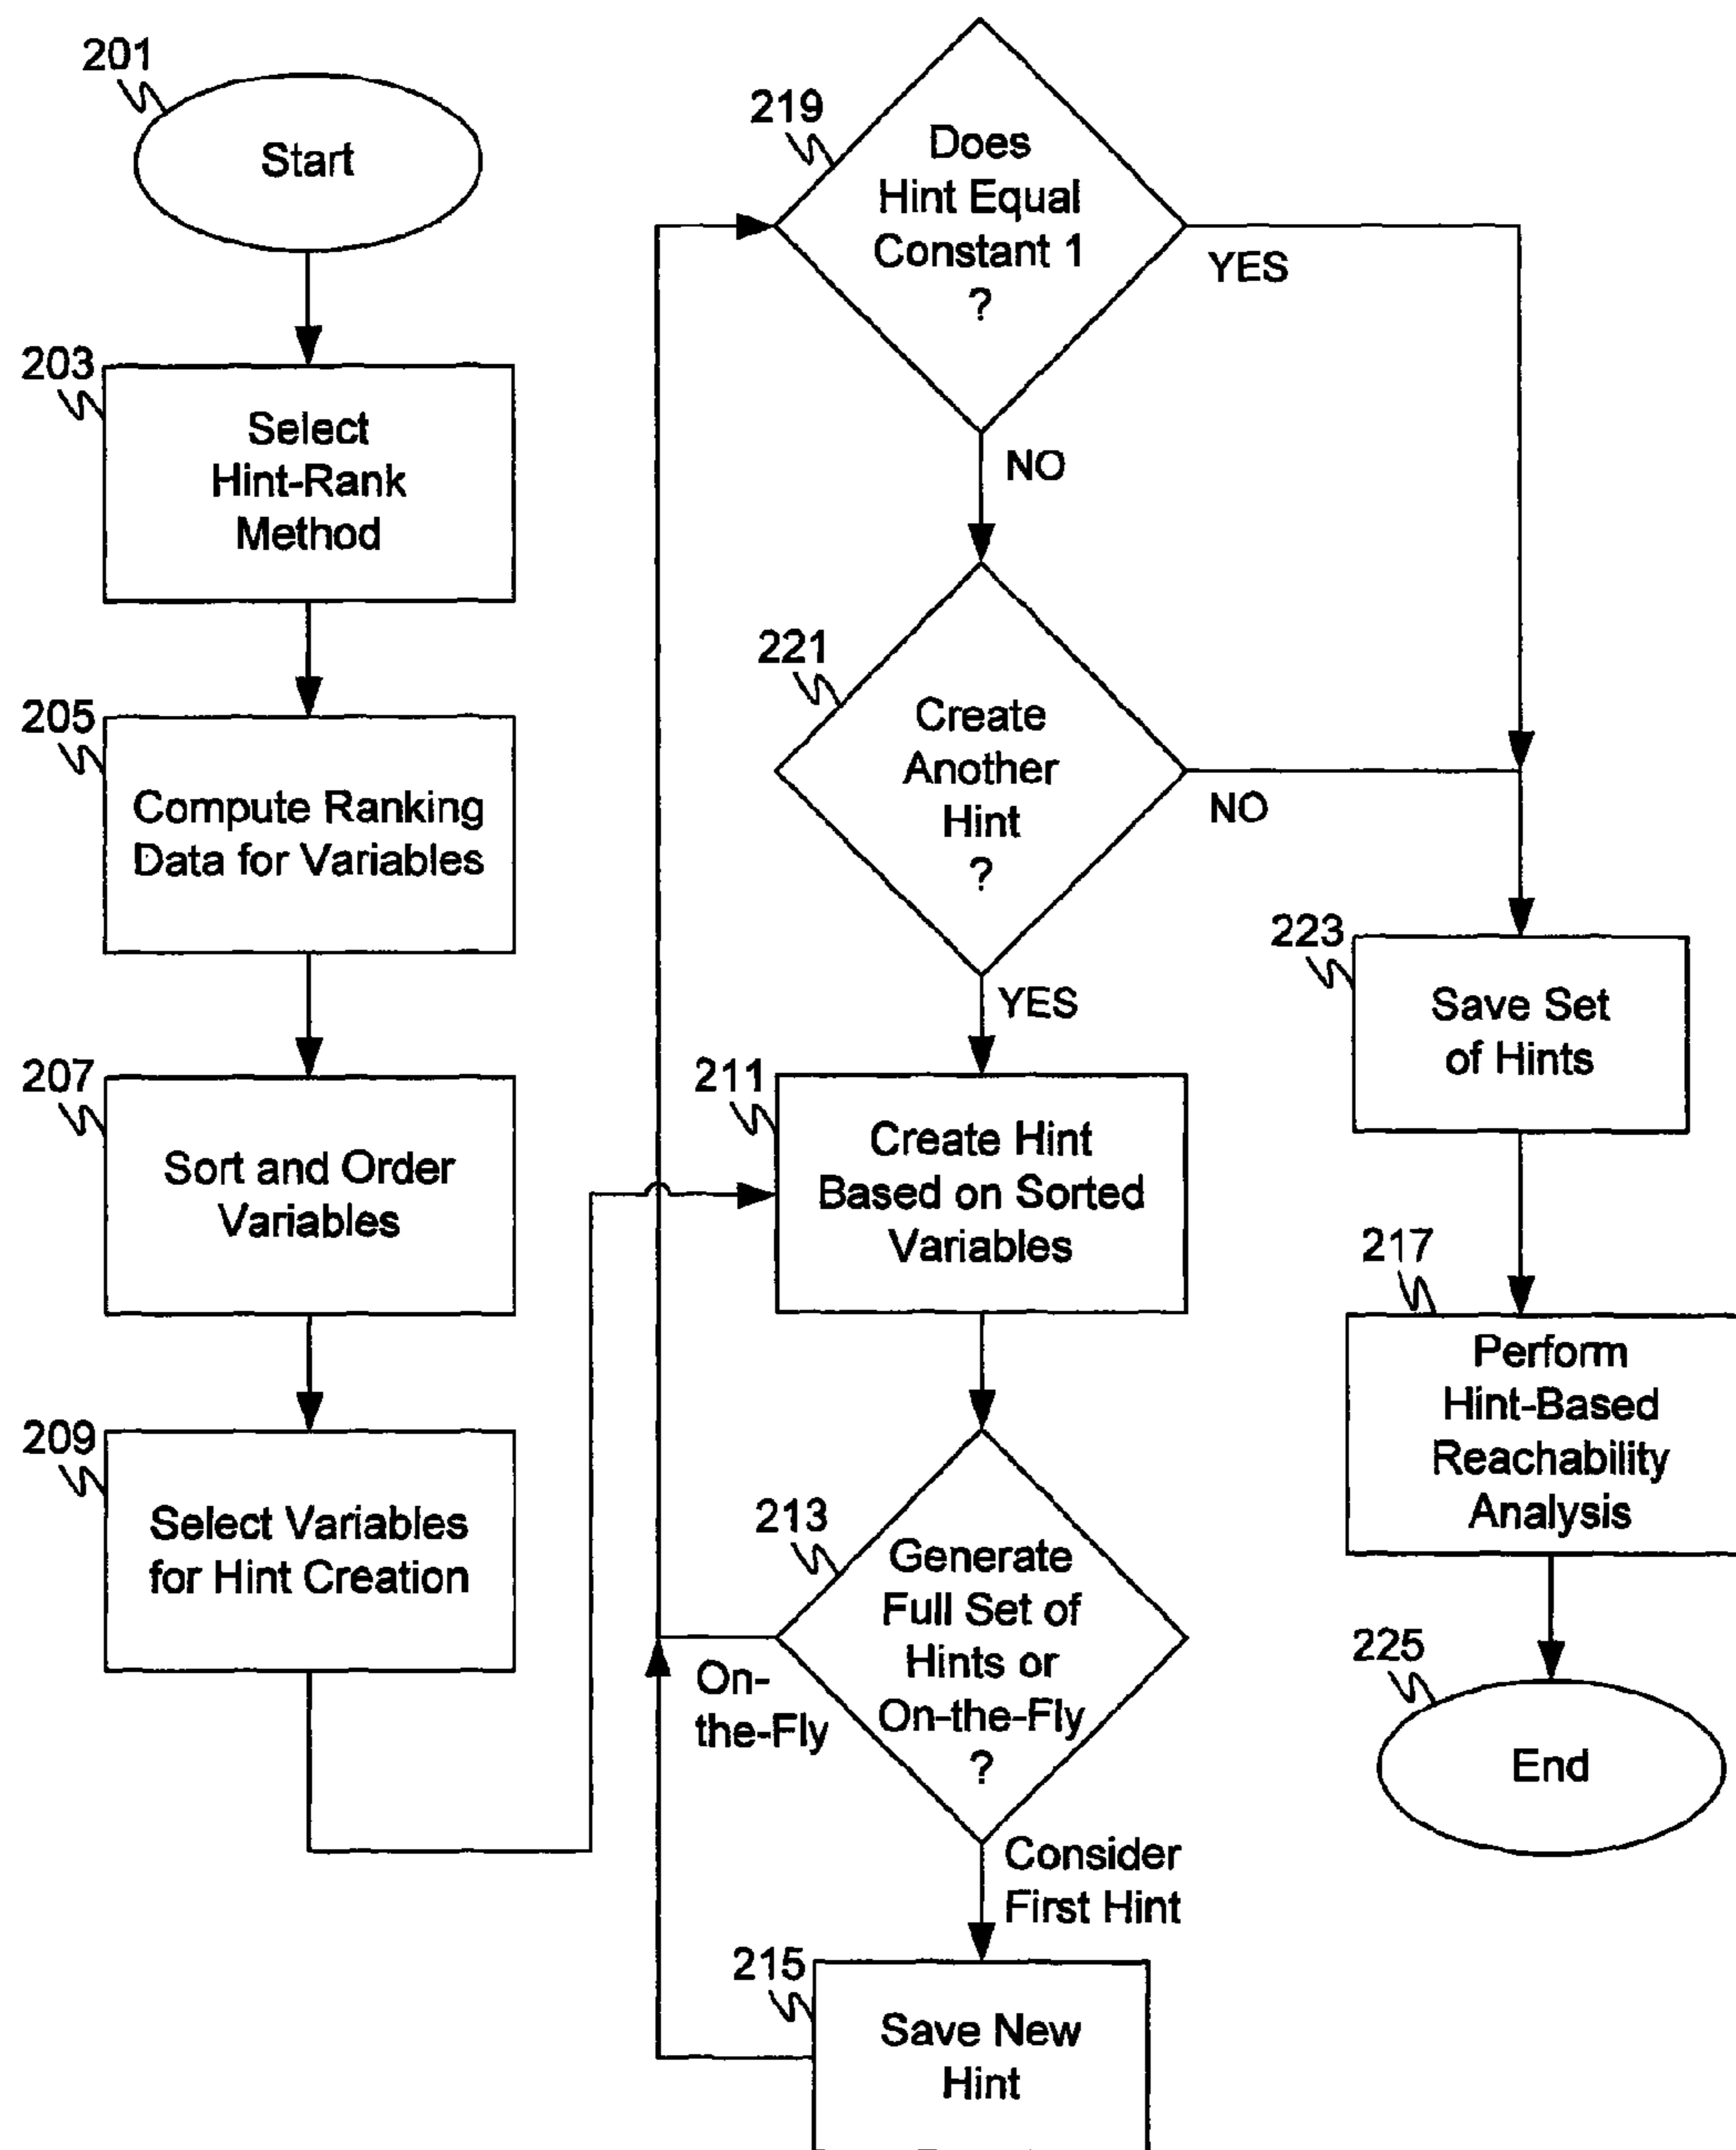 201
Start
203
Select
Hint-Rank
Method
205
Compute Ranking
Data for Variables
207
Sort and Order
Variables
209
Select Variables
for Hint Creation
219
Does
Hint Equal
Constant 1
?
YES
NO
221
Create
Another
Hint
?
NO
YES
211
Create Hint
Based on Sorted
Variables
213
Generate
Full Set of
Hints or
On-the-Fly
?
On-
the-Fly
Consider
First Hint
215
Save New
Hint
223
Save Set
of Hints
217
Perform
Hint-Based
Reachability
Analysis
225
End